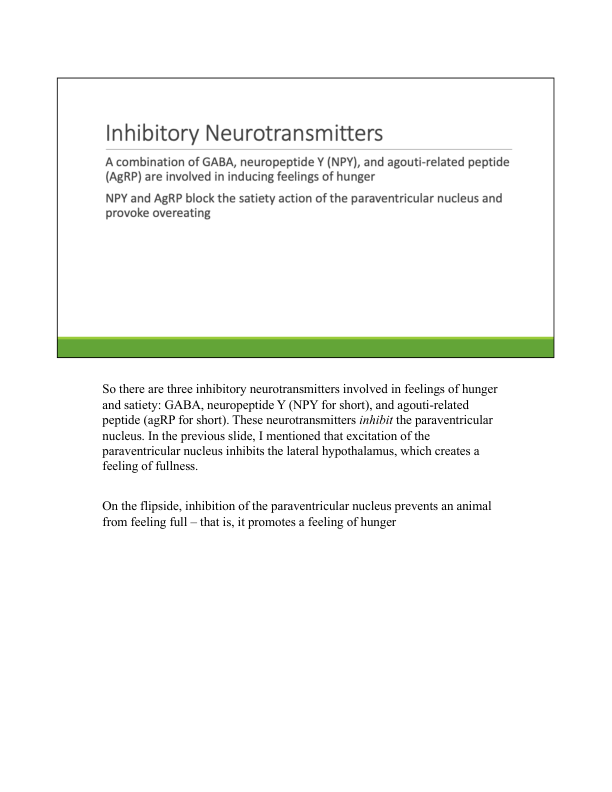 Inhibitory Neurotransmitters
A combination of GABA, neuropeptide Y (NPY), and agouti-related peptide
(AgRP) are involved in inducing feelings of hunger
NPY and AgRP block the satiety action of the paraventricular nucleus and
provoke overeating
So there are three inhibitory neurotransmitters involved in feelings of hunger
and satiety: GABA, neuropeptide Y (NPY for short), and agouti-related
peptide (agRP for short). These neurotransmitters inhibit the paraventricular
nucleus. In the previous slide, I mentioned that excitation of the
paraventricular nucleus inhibits the lateral hypothalamus, which creates a
feeling of fullness.
On the flipside, inhibition of the paraventricular nucleus prevents an animal
from feeling full – that is, it promotes a feeling of hunger